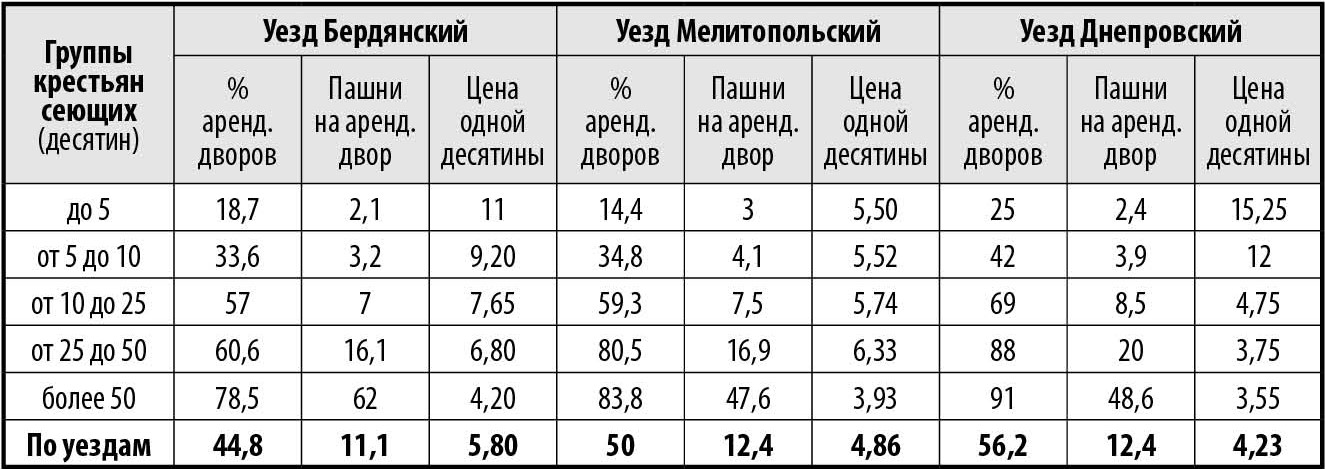 Группы крестьян сеющих (десятин) Уезд Бердянский Уезд Мелитопольский Уезд Днепровский
% аренд. дворов Пашни на аренд. двор Цена одной десятины % аренд. дворов Пашни на аренд. двор Цена одной десятины % аренд. дворов Пашни на аренд. двор Цена одной десятины
до 5 18,7 2,1 11 14,4 3 5,50 25 2,4 15,25
от 5 до 10 33,6 3,2 9,20 34,8 4,1 5,52 42 3,9 12
от 10 до 25 57 7 7,65 59,3 7,5 5,74 69 8,5 4,75
от 25 до 50 60,6 16,1 6,80 80,5 16,9 6,33 88 20 3,75
более 50 78,5 62 4,20 83,8 47,6 3,93 91 48,6 3,55
По уездам 44,8 11,1 5,80 50 12,4 4,86 56,2 12,4 4,23